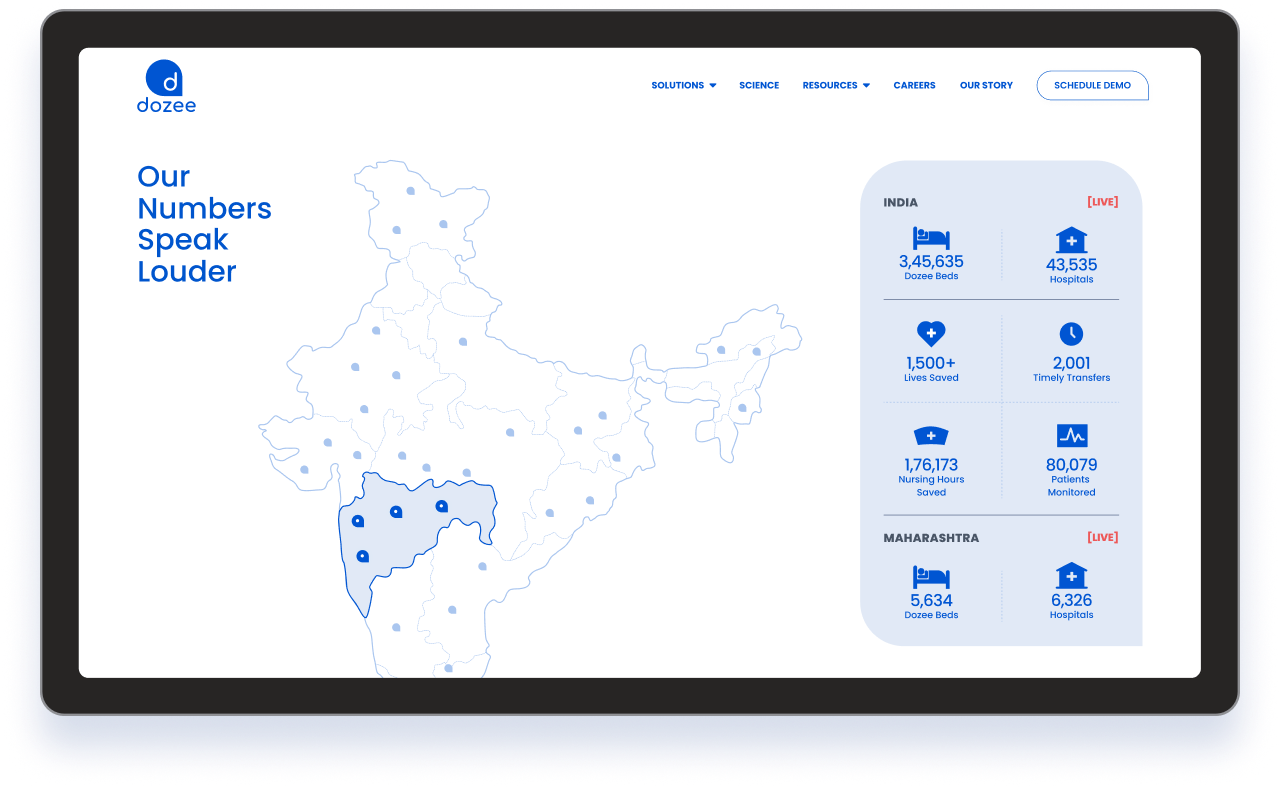 d
dozee
SOLUTIONS
SCIENCE
RESOURCES
CAREERS
OUR STORY
SCHEDULE DEMO
Our
Numbers
Speak
Louder
INDIA
[LIVE]
3,45,635
Dozee Beds
43,535
Hospitals
1,500+
Lives Saved
2,001
Timely Transfers
1,76,173
Nursing Hours
Saved
80,079
Patients
Monitored
MAHARASHTRA
[LIVE]
5,634
Dozee Beds
6,326
Hospitals